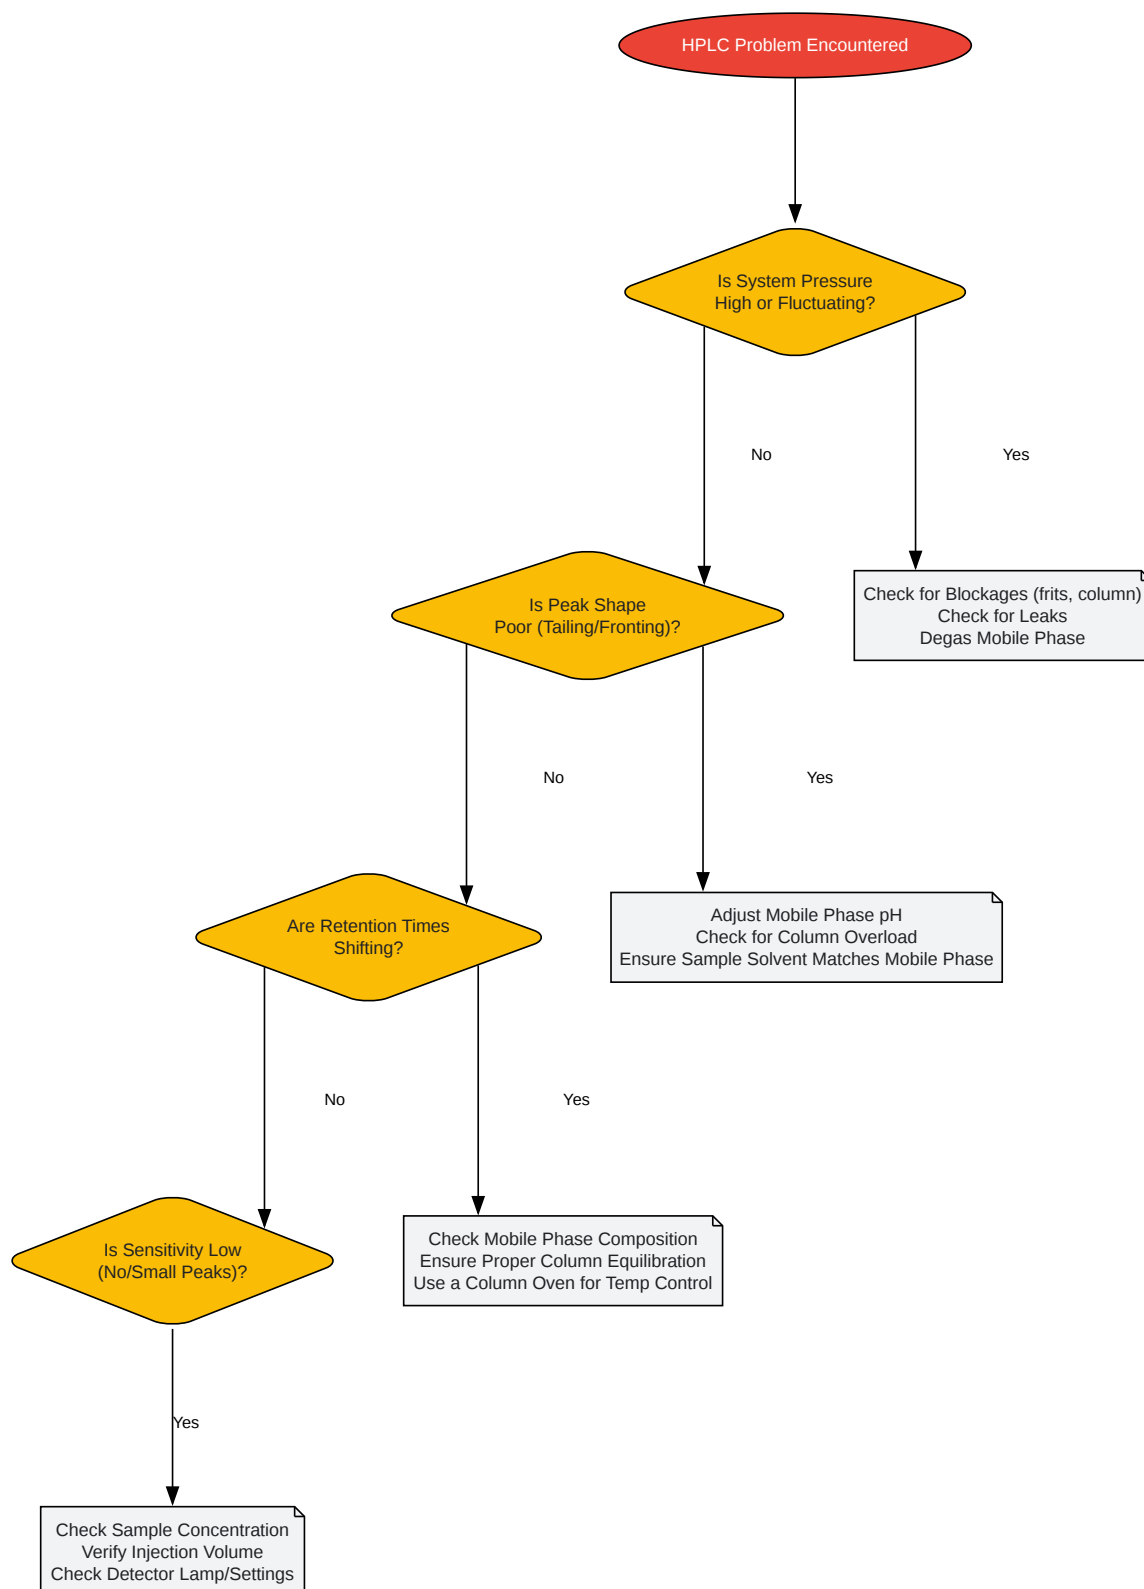 HPLC Problem Encountered
Is System Pressure
High or Fluctuating?
No
Yes
Is Peak Shape
Poor (Tailing/Fronting)?
Check for Blockages (frits, column)
Check for Leaks
Degas Mobile Phase
No
Yes
Are Retention Times
Shifting?
Adjust Mobile Phase pH
Check for Column Overload
Ensure Sample Solvent Matches Mobile Phase
No
Yes
Is Sensitivity Low
(No/Small Peaks)?
Check Mobile Phase Composition
Ensure Proper Column Equilibration
Use a Column Oven for Temp Control
Yes
Check Sample Concentration
Verify Injection Volume
Check Detector Lamp/Settings